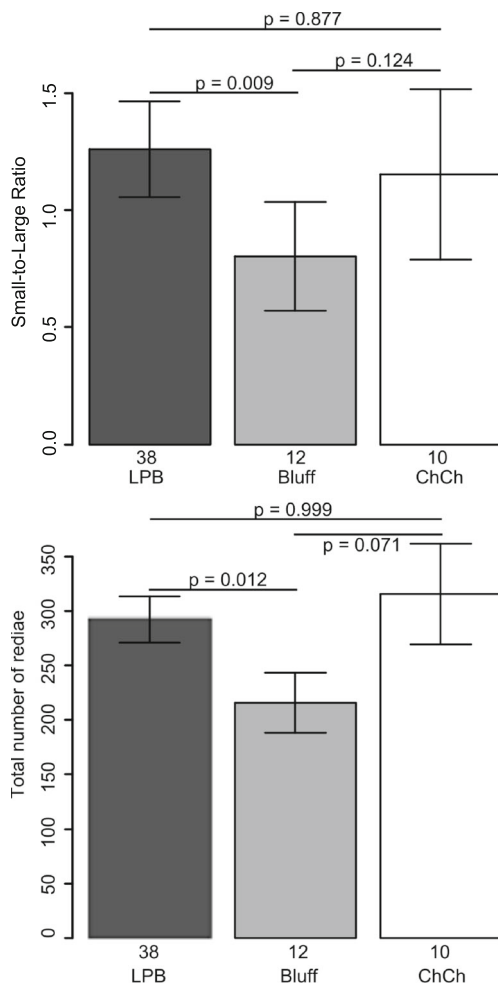 p = 0.877
p = 0.124
p = 0.009
Small-to-Large Ratio
1.5
1.0
0.5
0.0
38
12
10
LPB
Bluff
ChCh
p = 0.999
p = 0.071
p = 0.012
Total number of rediae
350
300
250
200
150
100
50
0
38
12
10
LPB
Bluff
ChCh